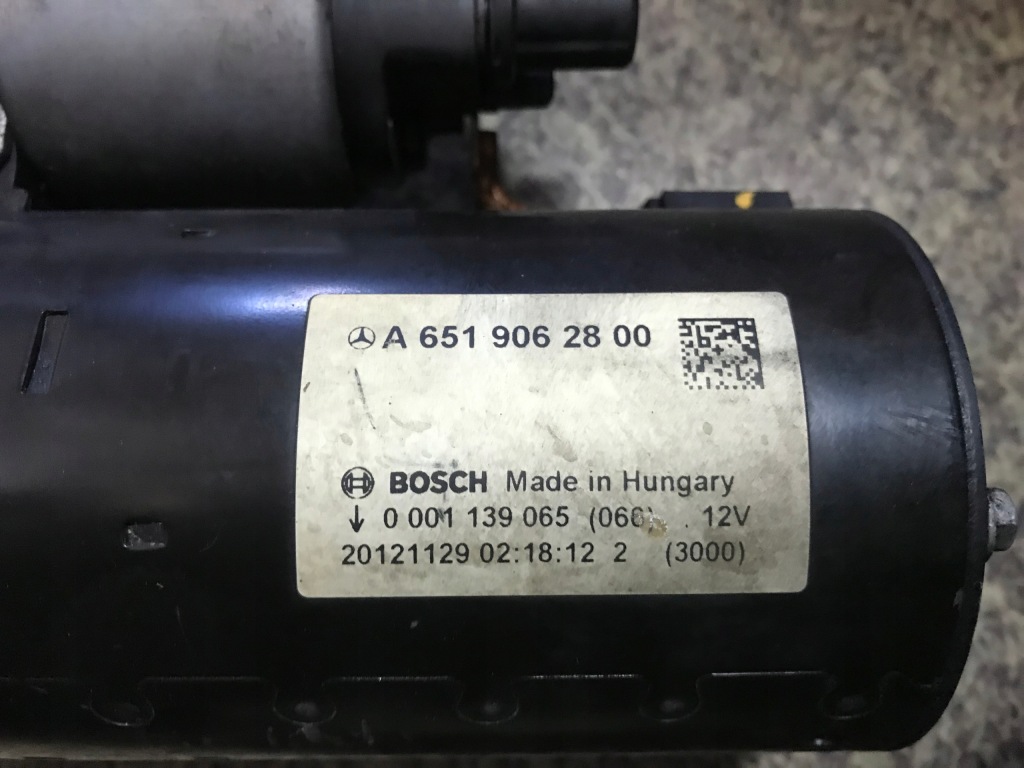 A 651 906 28 00
BOSCH Made in Hungary
↓ 0 001 139 065 (066) 12V
20121129 02:18:12 2 (3000)